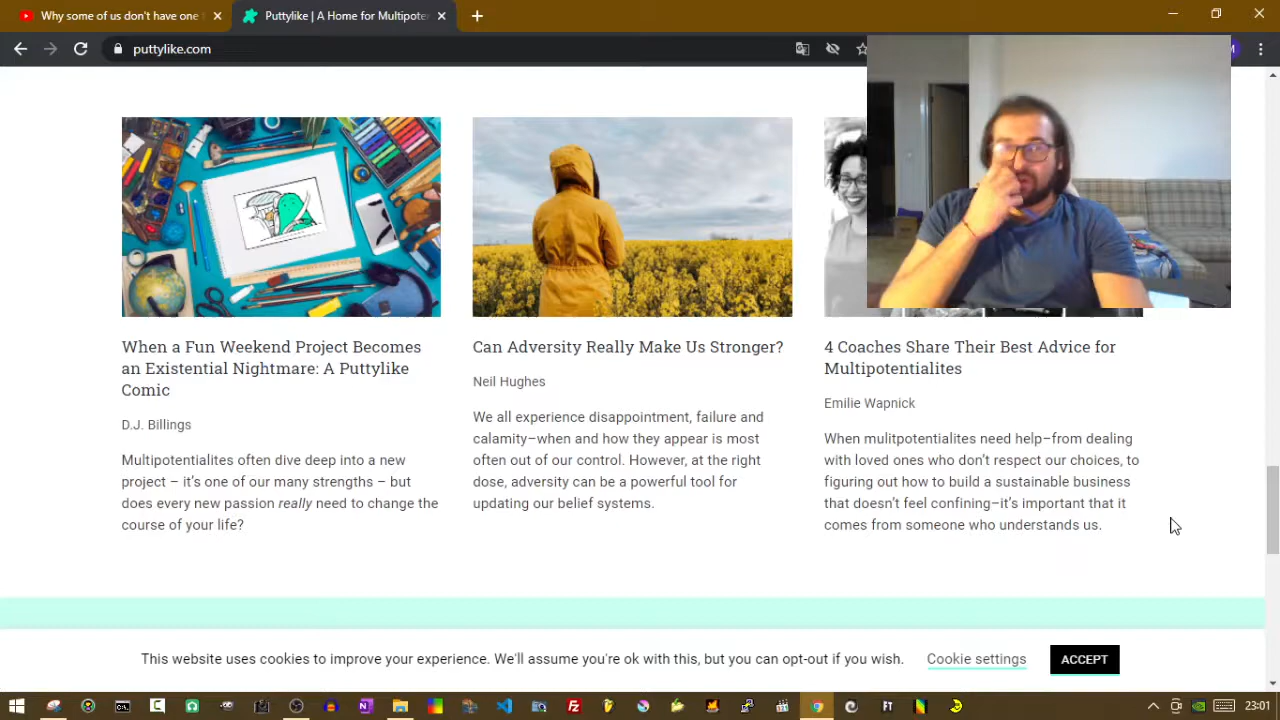 Why some of us don't have one
Puttylike | A Home for Multipote
puttylike.com
When a Fun Weekend Project Becomes
an Existential Nightmare: A Puttylike
Comic
D.J. Billings
Multipotentialites often dive deep into a new
project – it's one of our many strengths – but
does every new passion really need to change the
course of your life?
Can Adversity Really Make Us Stronger?
Neil Hughes
We all experience disappointment, failure and
calamity–when and how they appear is most
often out of our control. However, at the right
dose, adversity can be a powerful tool for
updating our belief systems.
4 Coaches Share Their Best Advice for
Multipotentialites
Emilie Wapnick
When mulitpotentialites need help–from dealing
with loved ones who don't respect our choices, to
figuring out how to build a sustainable business
that doesn't feel confining–it's important that it
comes from someone who understands us.
This website uses cookies to improve your experience. We'll assume you're ok with this, but you can opt-out if you wish.
Cookie settings
ACCEPT
23:01